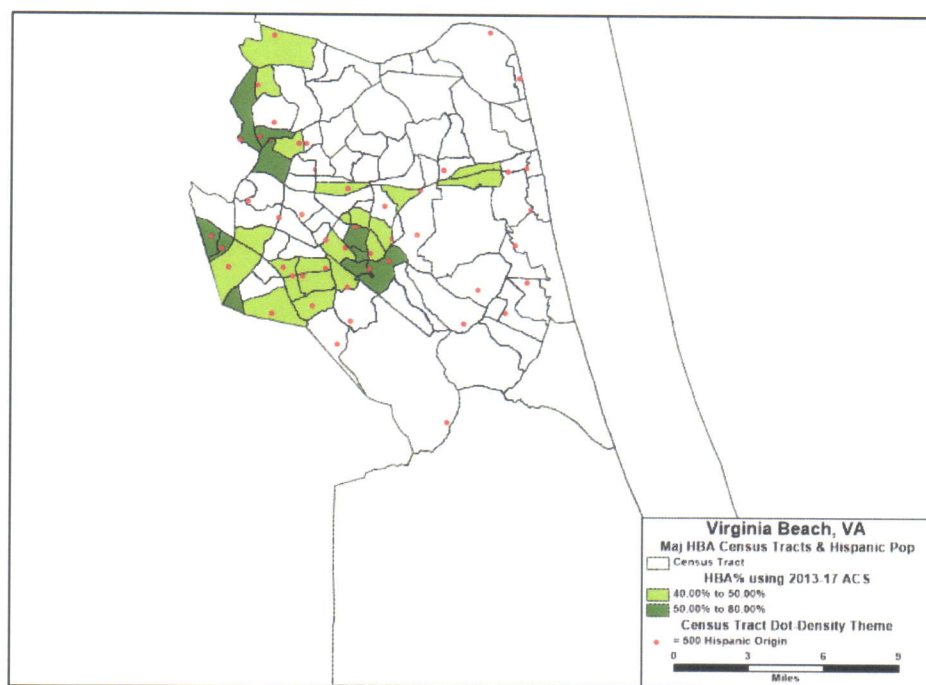 Virginia Beach, VA
Maj HBA Census Tracts & Hispanic Pop
Census Tract
HBA% using 2013-17 ACS
40.00% to 50.00%
50.00% to 80.00%
Census Tract Dot-Density Theme
= 500 Hispanic Origin
0 3 6 9
Miles